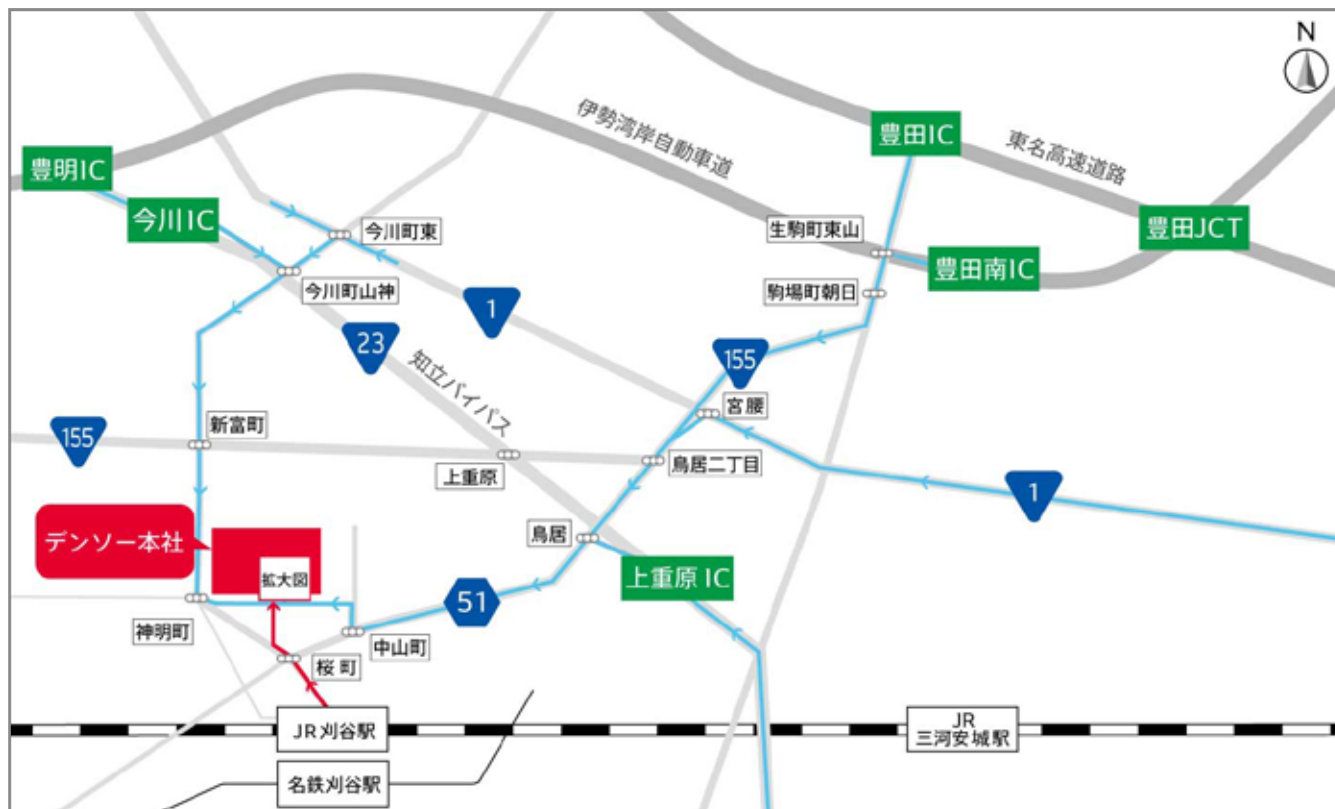 N
伊勢湾岸自動車道
豊田IC
東名高速道路
豊明IC
今川IC
今川町東
生駒町東山
豊田JCT
豊田南IC
今川町山神
駒場町朝日
1
23
知立バイパス
155
宮腰
新富町
155
上重原
鳥居二丁目
1
デンソー本社
拡大図
鳥居
上重原IC
51
神明町
中山町
桜町
JR刈谷駅
JR
三河安城駅
名鉄刈谷駅